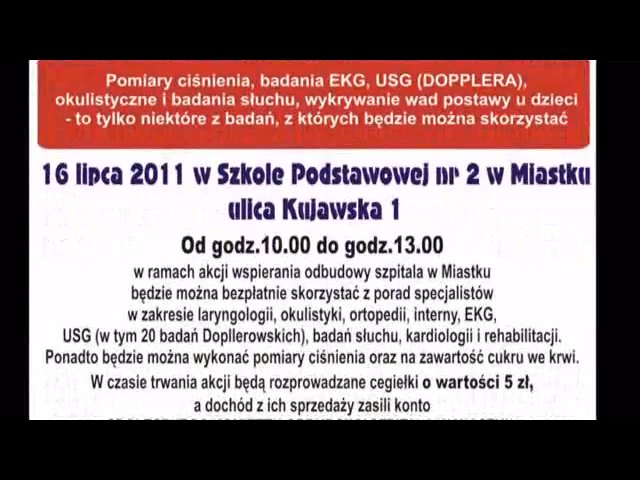 Pomiary ciśnienia, badania EKG, USG (DOPPLERA),
okulistyczne i badania słuchu, wykrywanie wad postawy u dzieci
- to tylko niektóre z badań, z których będzie można skorzystać
16 lipca 2011 w Szkole Podstawowej nr 2 w Miastku
ulica Kujawska 1
Od godz.10.00 do godz.13.00
w ramach akcji wspierania odbudowy szpitala w Miastku
będzie można bezpłatnie skorzystać z porad specjalistów
w zakresie laryngologii, okulistyki, ortopedii, interny, EKG,
USG (w tym 20 badań Dopllerowskich), badań słuchu, kardiologii i rehabilitacji.
Ponadto będzie można wykonać pomiary ciśnienia oraz na zawartość cukru we krwi.
W czasie trwania akcji będą rozprowadzane cegiełki o wartości 5 zł,
a dochód z ich sprzedaży zasili konto